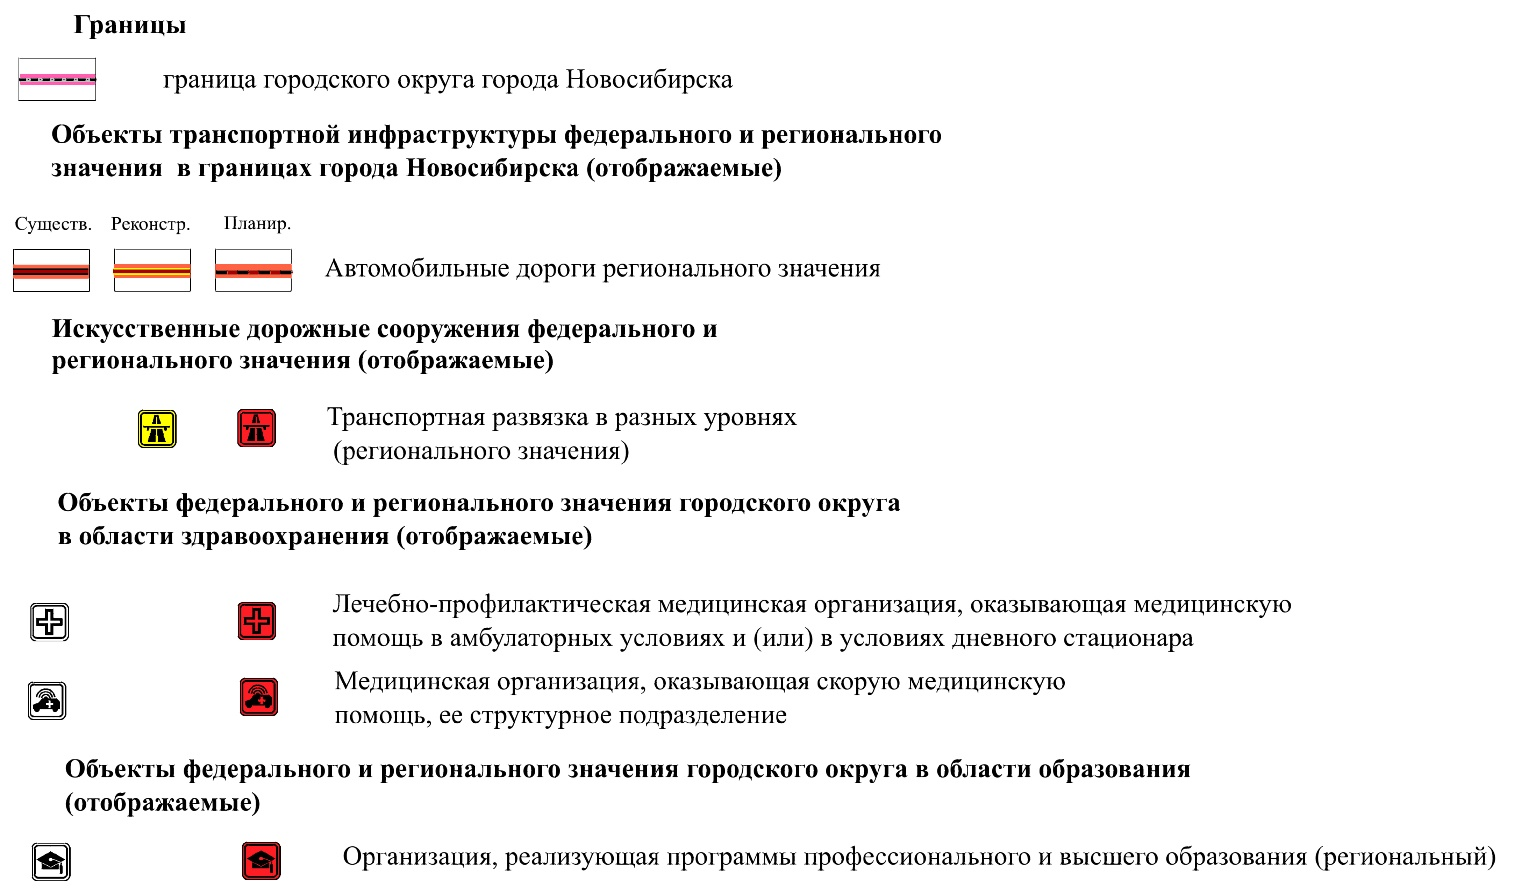 Границы
граница городского округа города Новосибирска
Объекты транспортной инфраструктуры федерального и регионального
значения в границах города Новосибирска (отображаемые)
Существ. Реконстр. Планир.
Автомобильные дороги регионального значения
Искусственные дорожные сооружения федерального и
регионального значения (отображаемые)
Транспортная развязка в разных уровнях
(регионального значения)
Объекты федерального и регионального значения городского округа
в области здравоохранения (отображаемые)
Лечебно-профилактическая медицинская организация, оказывающая медицинскую
помощь в амбулаторных условиях и (или) в условиях дневного стационара
Медицинская организация, оказывающая скорую медицинскую
помощь, ее структурное подразделение
Объекты федерального и регионального значения городского округа в области образования
(отображаемые)
Организация, реализующая программы профессионального и высшего образования (региональный)